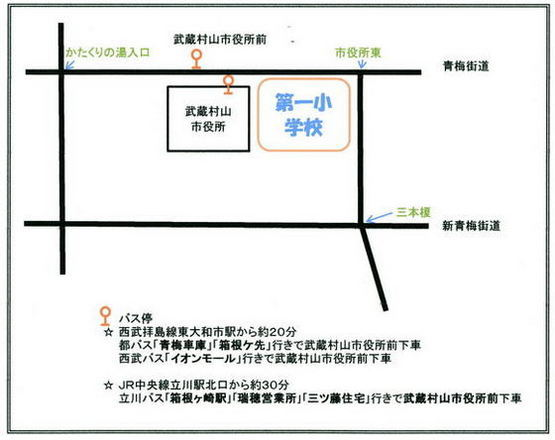 武蔵村山市役所前
かたくりの湯入口
市役所東
青梅街道
武蔵村山
市役所
第一小
学校
三本榎
新青梅街道
バス停
☆ 西武拝島線東大和市駅から約20分
都バス「青梅車庫」「箱根ケ先」行きで武蔵村山市役所前下車
西武バス「イオンモール」行きで武蔵村山市役所前下車
☆ JR中央線立川駅北口から約30分
立川バス「箱根ヶ崎駅」「瑞穂営業所」「三ツ藤住宅」行きで武蔵村山市役所前下車